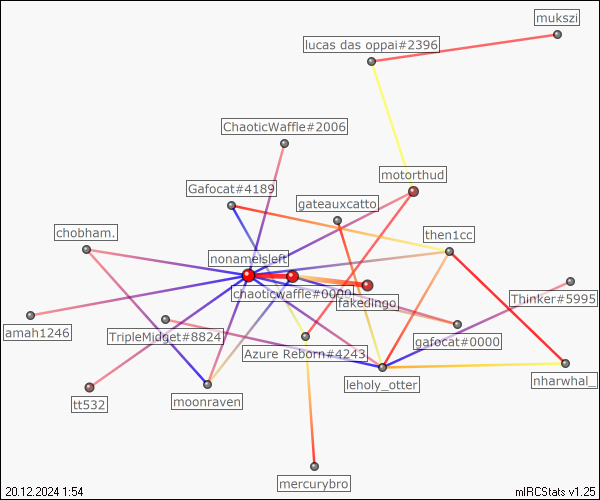 mukszi
lucas das oppai#2396
ChaoticWaffle#2006
motorthud
Gafocat#4189
gateauxcatto
chobham.
then1cc
nonameisleft
chaoticwaffle#0000
fakedingo
Thinker#5995
amah1246
TripleMidget#8824
gafocat#0000
Azure Reborn#4243
leholy_otter
nharwhal_
tt532
moonraven
mercurybro
20.12.2024 1:54
mIRCStats v1.25